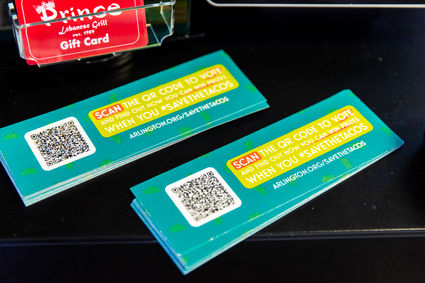 Prince
Lebanese Grill
est. 1989
Gift Card
SCAN THE QR CODE TO VOTE
AND FIND OUT HOW YOU CAN WIN PRIZES
WHEN YOU #SAVETHETACOS
ARLINGTON.ORG/SAVETHETACOS
SCAN THE QR CODE TO VOTE
AND FIND OUT HOW YOU CAN WIN PRIZES
WHEN YOU #SAVETHETACOS
ARLINGTON.ORG/SAVETHETACOS